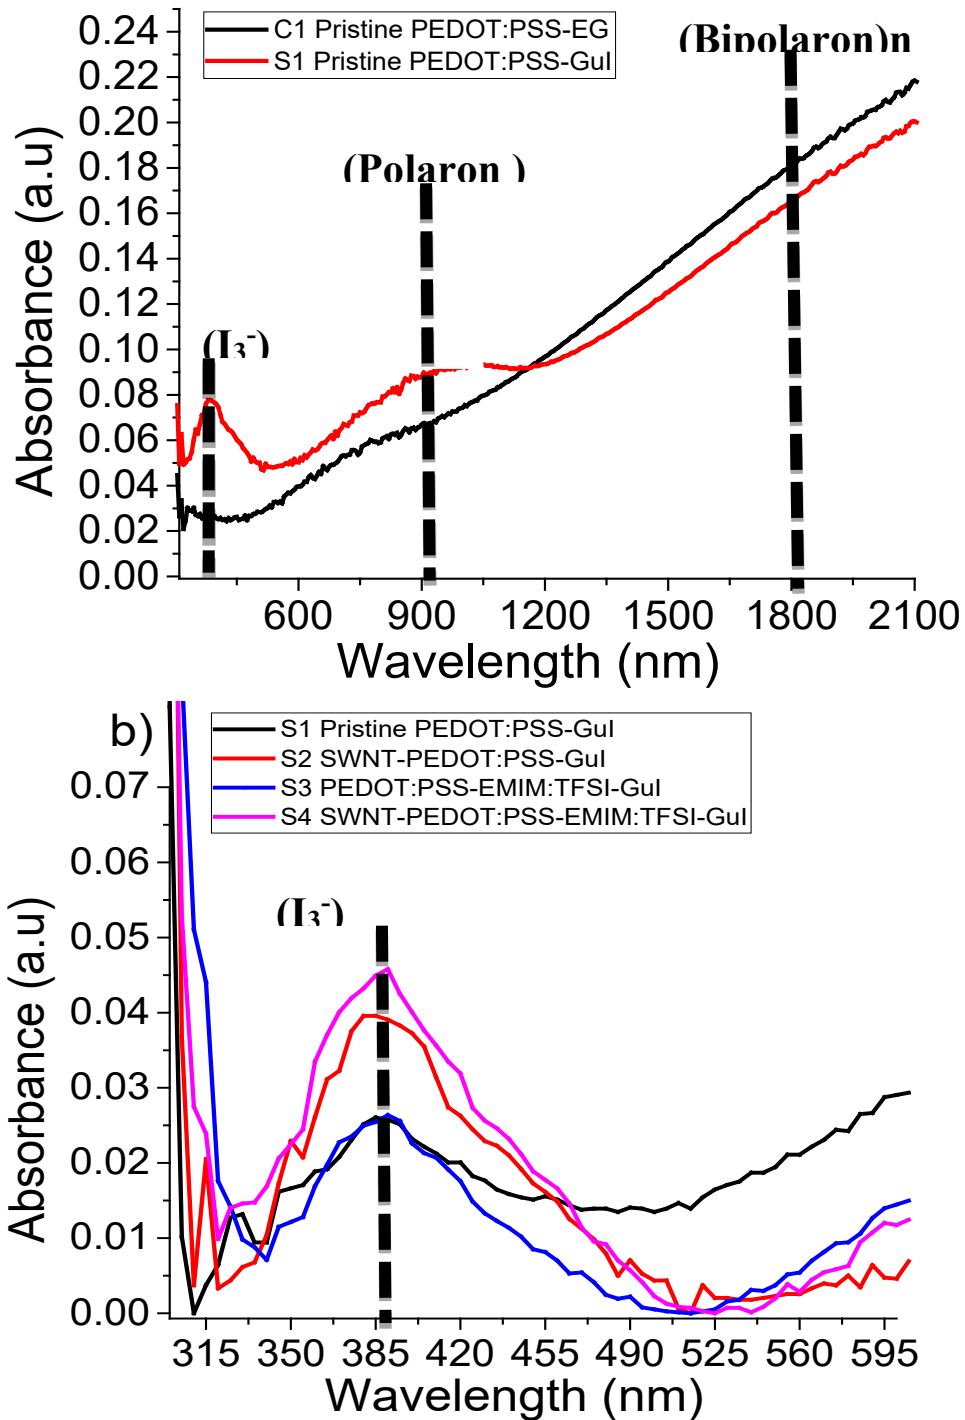 C1 Pristine PEDOT:PSS-EG
S1 Pristine PEDOT:PSS-GuI
(Bipolaron)n
(Polaron )
(I₃⁻)
0.24
0.22
0.20
0.18
0.16
0.14
0.12
0.10
0.08
0.06
0.04
0.02
0.00
Absorbance (a.u)
600 900 1200 1500 1800 2100
Wavelength (nm)
b)
S1 Pristine PEDOT:PSS-GuI
S2 SWNT-PEDOT:PSS-GuI
S3 PEDOT:PSS-EMIM:TFSI-GuI
S4 SWNT-PEDOT:PSS-EMIM:TFSI-GuI
(I₃⁻)
0.07
0.06
0.05
0.04
0.03
0.02
0.01
0.00
Absorbance (a.u)
315 350 385 420 455 490 525 560 595
Wavelength (nm)